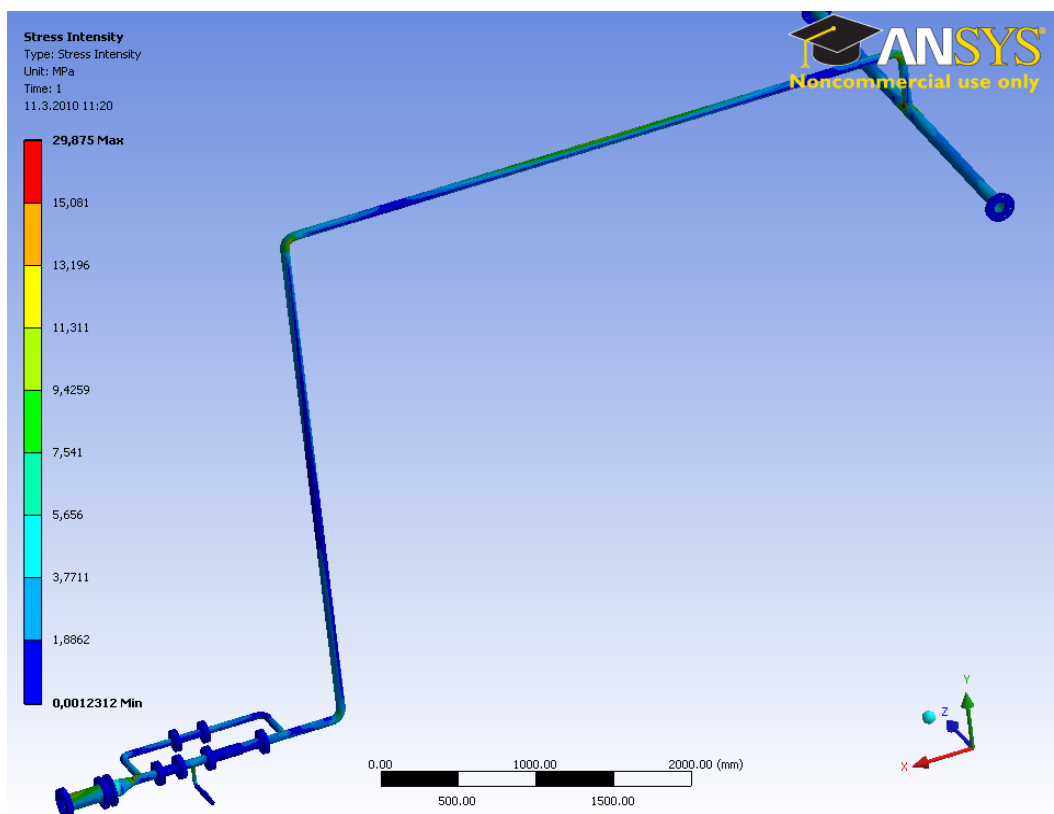 Stress Intensity
Type: Stress Intensity
Unit: MPa
Time: 1
11.3.2010 11:20
ANSYS
Noncommercial use only
29,875 Max
15,081
13,196
11,311
9,4259
7,541
5,656
3,7711
1,8862
0,0012312 Min
0.00
1000.00
2000.00 (mm)
500.00
1500.00
Y
Z
X